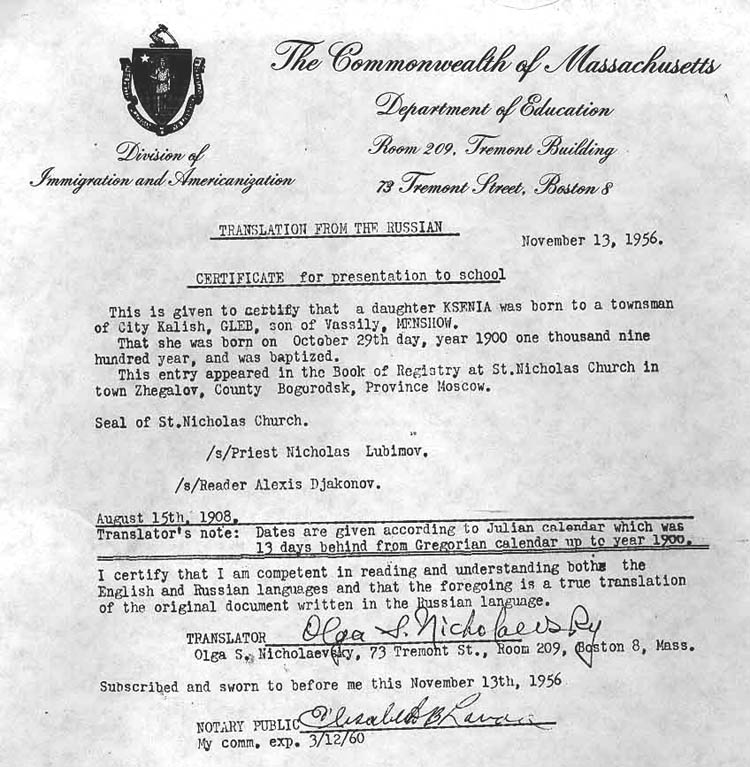 The Commonwealth of Massachusetts
Department of Education
Room 209, Tremont Building
73 Tremont Street, Boston 8
Division of
Immigration and Americanization
TRANSLATION FROM THE RUSSIAN
November 13, 1956.
CERTIFICATE for presentation to school
This is given to certify that a daughter KSENIA was born to a townsman
of City Kalish, GLEB, son of Vassily, MENSHOW.
That she was born on October 29th day, year 1900 one thousand nine
hundred year, and was baptized.
This entry appeared in the Book of Registry at St.Nicholas Church in
town Zhegalov, County Bogorodsk, Province Moscow.
Seal of St.Nicholas Church.
/s/Priest Nicholas Lubimov.
/s/Reader Alexis Djakonov.
August 15th, 1908.
Translator's note: Dates are given according to Julian calendar which was
13 days behind from Gregorian calendar up to year 1900.
I certify that I am competent in reading and understanding both the
English and Russian languages and that the foregoing is a true translation
of the original document written in the Russian language.
TRANSLATOR Olga S. Nicholaevsky
Olga S. Nicholaevsky, 73 Tremont St., Room 209, Boston 8, Mass.
Subscribed and sworn to before me this November 13th, 1956
NOTARY PUBLIC Elisabeth B
My comm. exp. 3/12/60